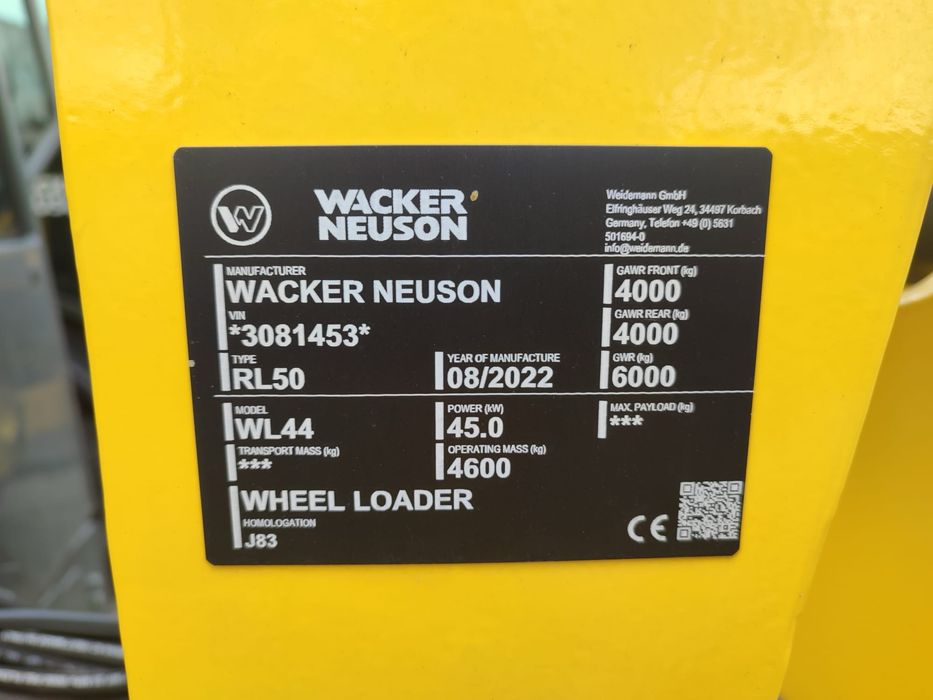 WACKER
NEUSON
Weidemann GmbH
Elfringhäuser Weg 24, 34497 Korbach
Germany, Telefon +49 (0) 5631
501694-0
info@weidemann.de
MANUFACTURER
WACKER NEUSON
GAWR FRONT (kg)
4000
VIN
*3081453*
GAWR REAR (kg)
4000
TYPE
RL50
YEAR OF MANUFACTURE
08/2022
GWR (kg)
6000
MODEL
WL44
POWER (kW)
45.0
MAX. PAYLOAD (kg)
***
TRANSPORT MASS (kg)
***
OPERATING MASS (kg)
4600
WHEEL LOADER
HOMOLOGATION
J83
CE